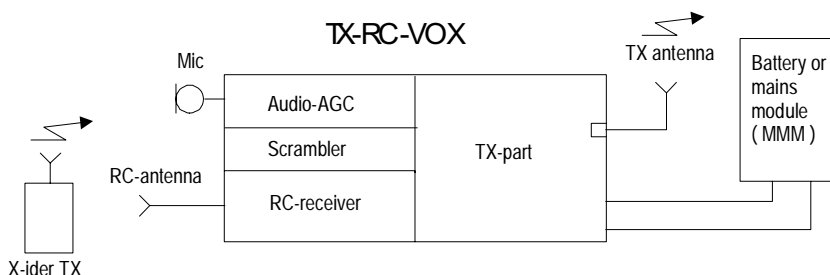 TX-RC-VOX
Mic
TX antenna
Battery or
mains
module
( MMM )
Audio-AGC
Scrambler
TX-part
RC-antenna
RC-receiver
X-ider TX